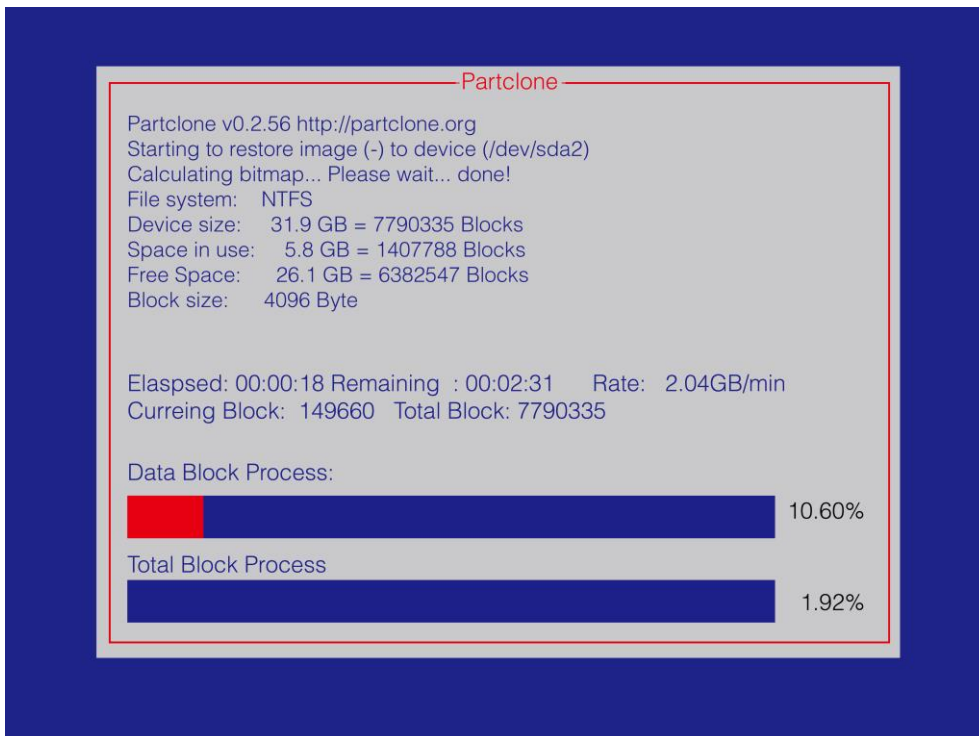 Partclone
Partclone v0.2.56 http://partclone.org
Starting to restore image (-) to device (/dev/sda2)
Calculating bitmap... Please wait... done!
File system: NTFS
Device size: 31.9 GB = 7790335 Blocks
Space in use: 5.8 GB = 1407788 Blocks
Free Space: 26.1 GB = 6382547 Blocks
Block size: 4096 Byte
Elaspsed: 00:00:18 Remaining : 00:02:31 Rate: 2.04GB/min
Curreing Block: 149660 Total Block: 7790335
Data Block Process:
10.60%
Total Block Process
1.92%